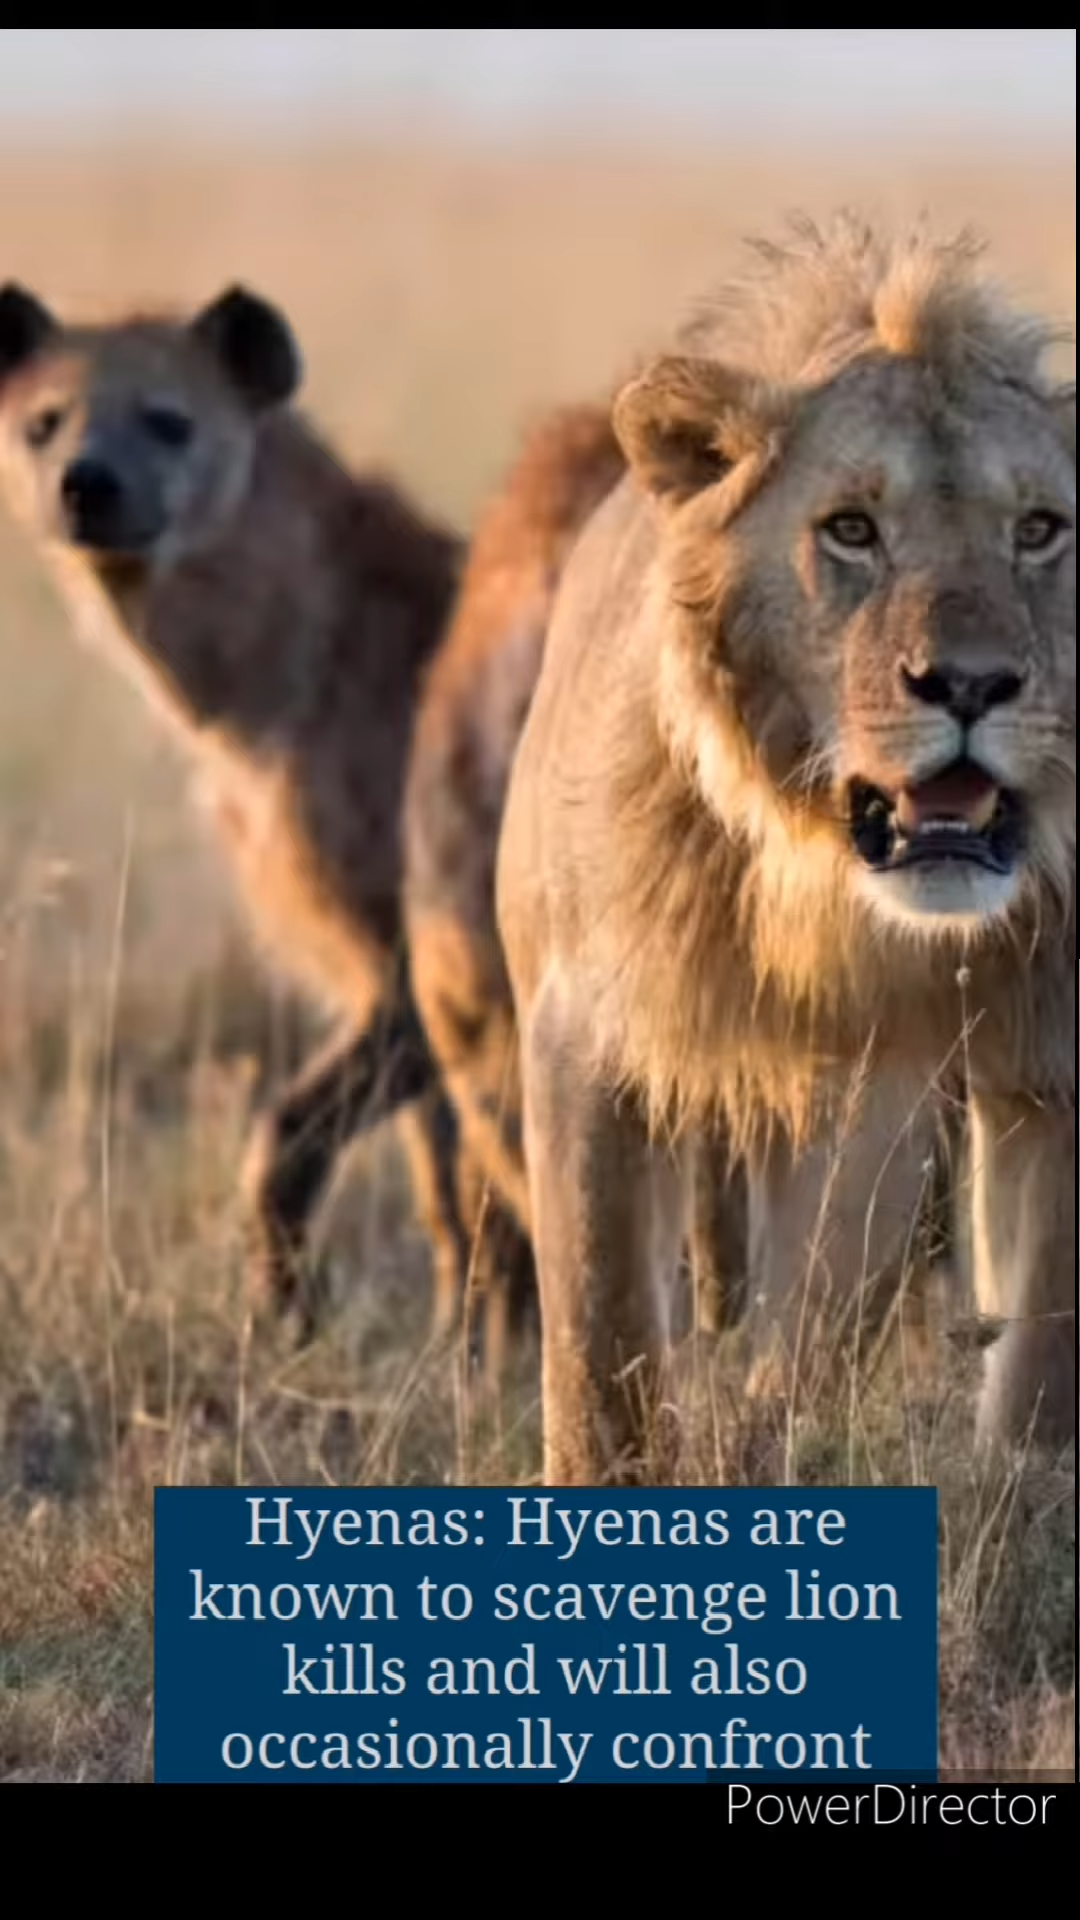 Hyenas: Hyenas are
known to scavenge lion
kills and will also
occasionally confront
PowerDirector